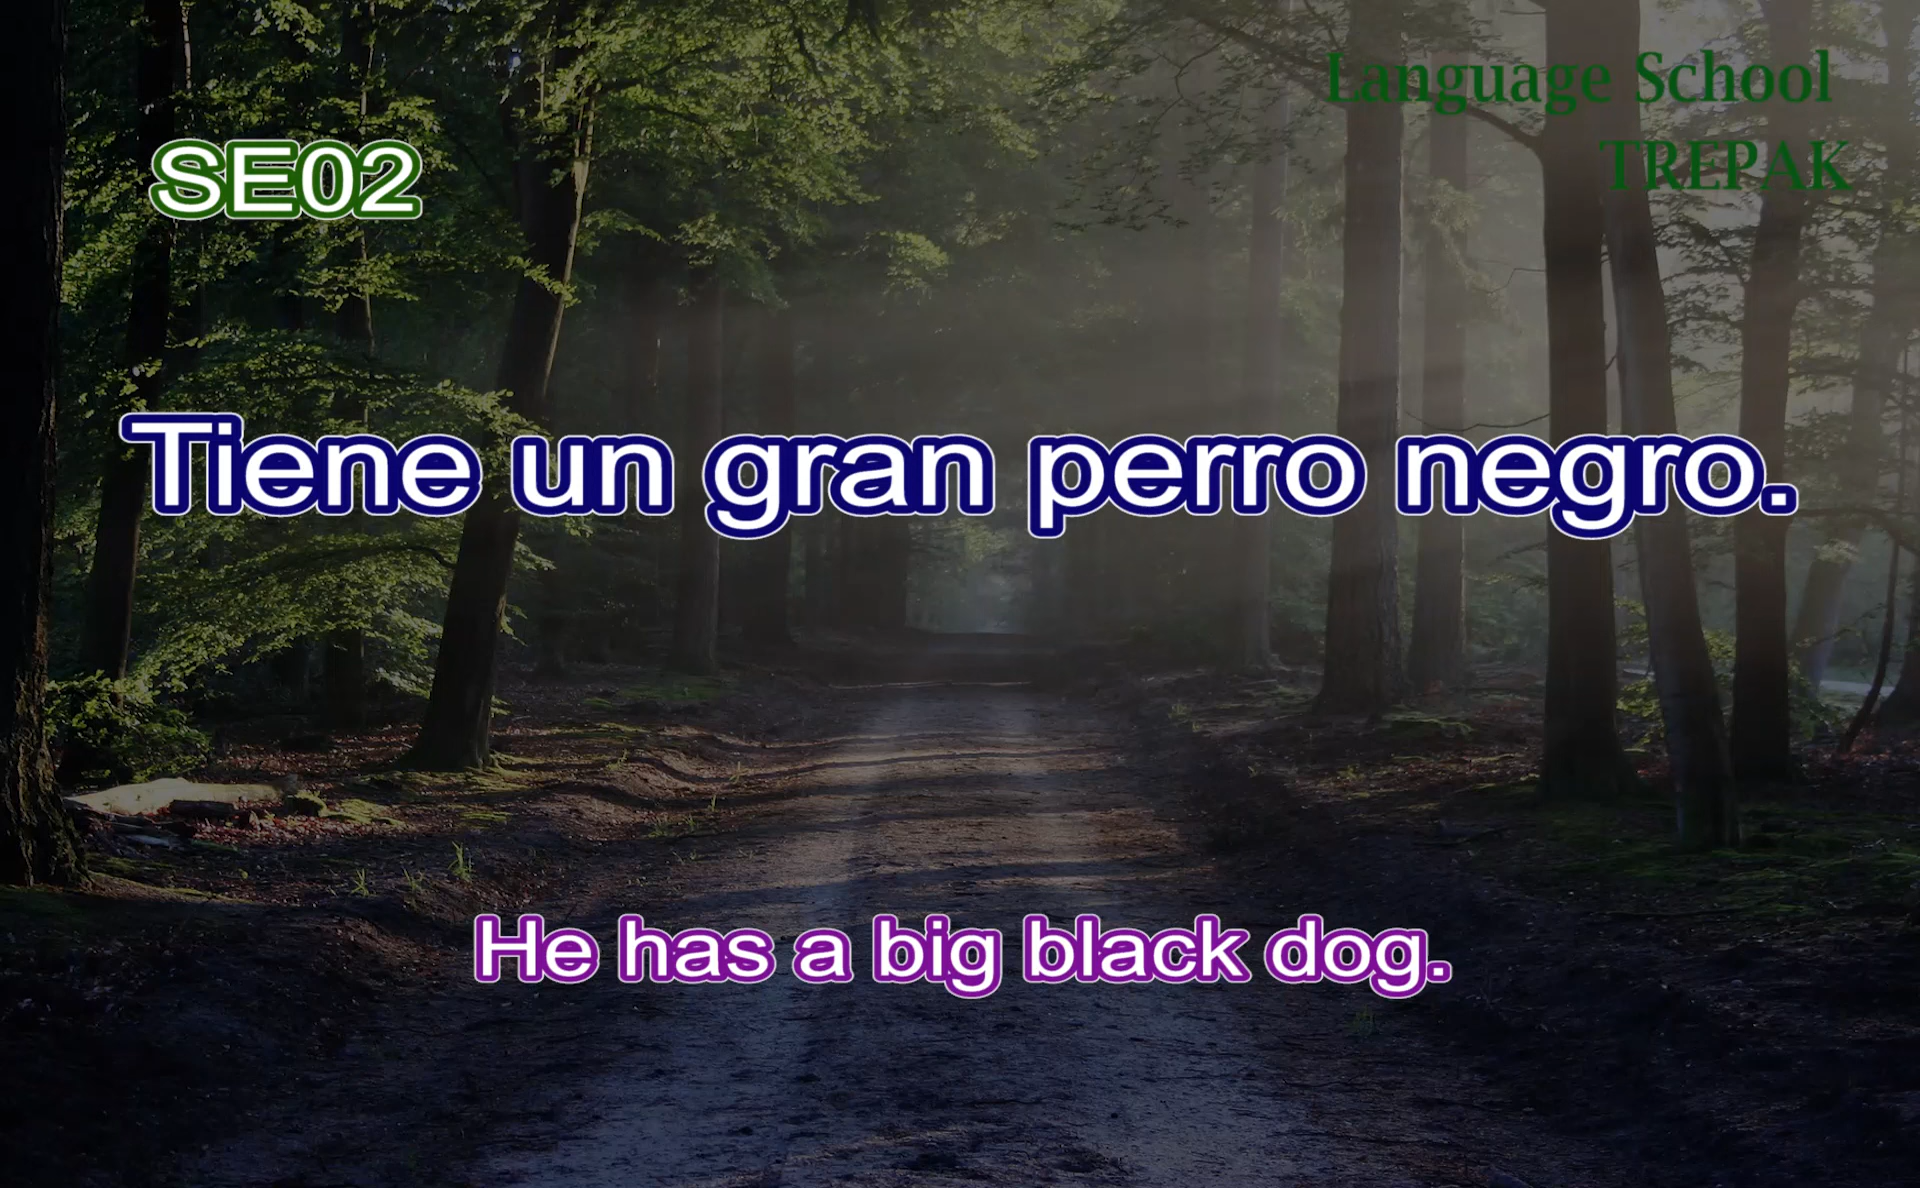 Language School
TREPAK
SE02
Tiene un gran perro negro.
He has a big black dog.